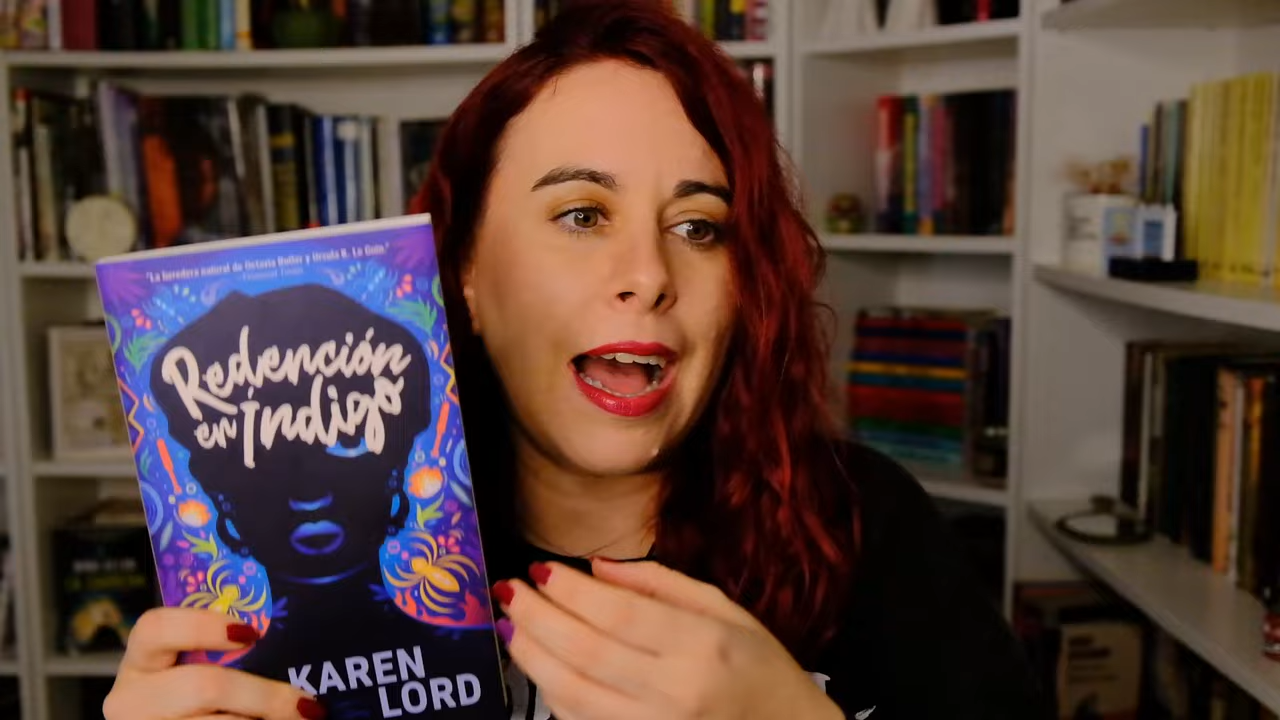 "La heredera natural de Octavia Butler y Ursula K. Le Guin."
Redención
en Índigo
KAREN
LORD